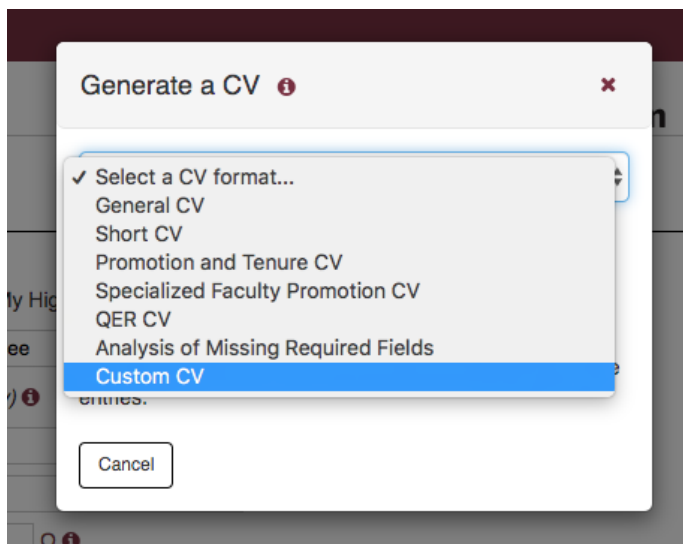 Generate a CV
Select a CV format...
General CV
Short CV
Promotion and Tenure CV
Specialized Faculty Promotion CV
QER CV
Analysis of Missing Required Fields
Custom CV
entries.
Cancel